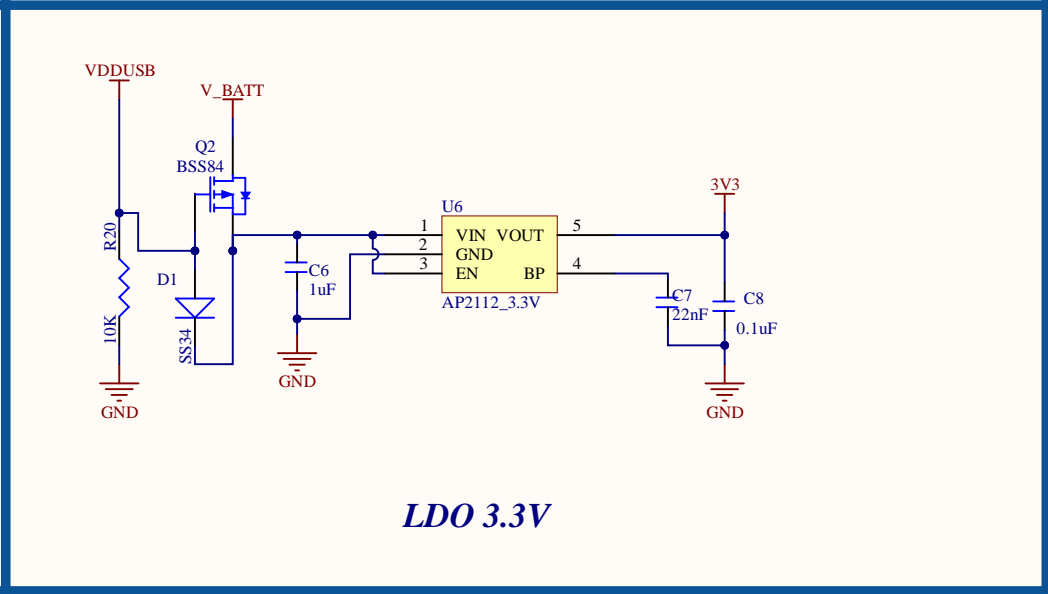 VDDUSB
V_BATT
Q2
BSS84
R20
10K
D1
SS34
GND
C6
1uF
GND
U6
1
2
3
VIN VOUT
GND
EN BP
5
4
AP2112_3.3V
3V3
C7
22nF
C8
0.1uF
GND
LDO 3.3V